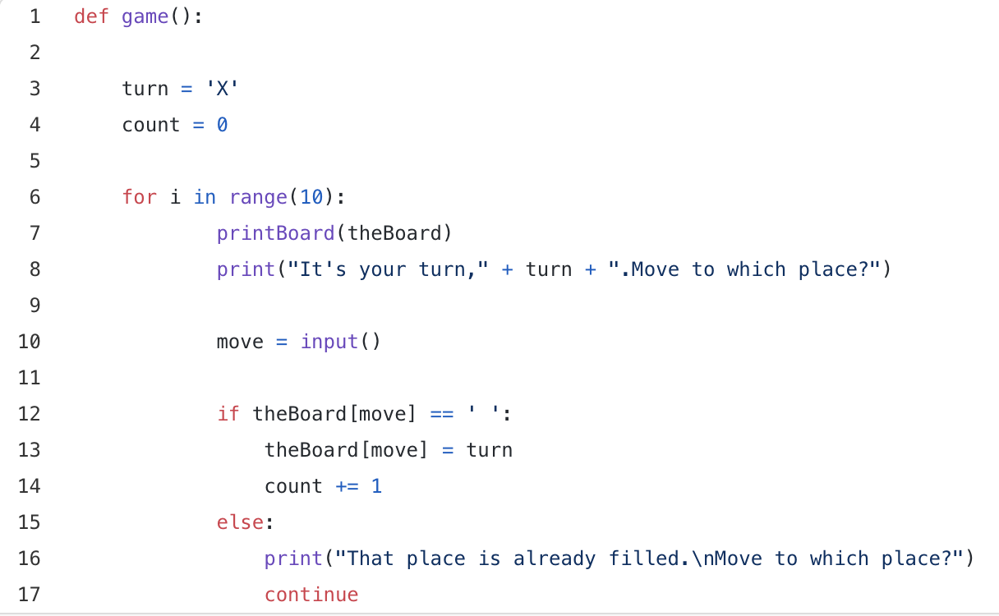 1 def game():
2
3     turn = 'X'
4     count = 0
5
6     for i in range(10):
7             printBoard(theBoard)
8             print("It's your turn," + turn + ".Move to which place?")
9
10             move = input()
11
12             if theBoard[move] == ' ':
13                 theBoard[move] = turn
14                 count += 1
15             else:
16                 print("That place is already filled.\nMove to which place?")
17                 continue